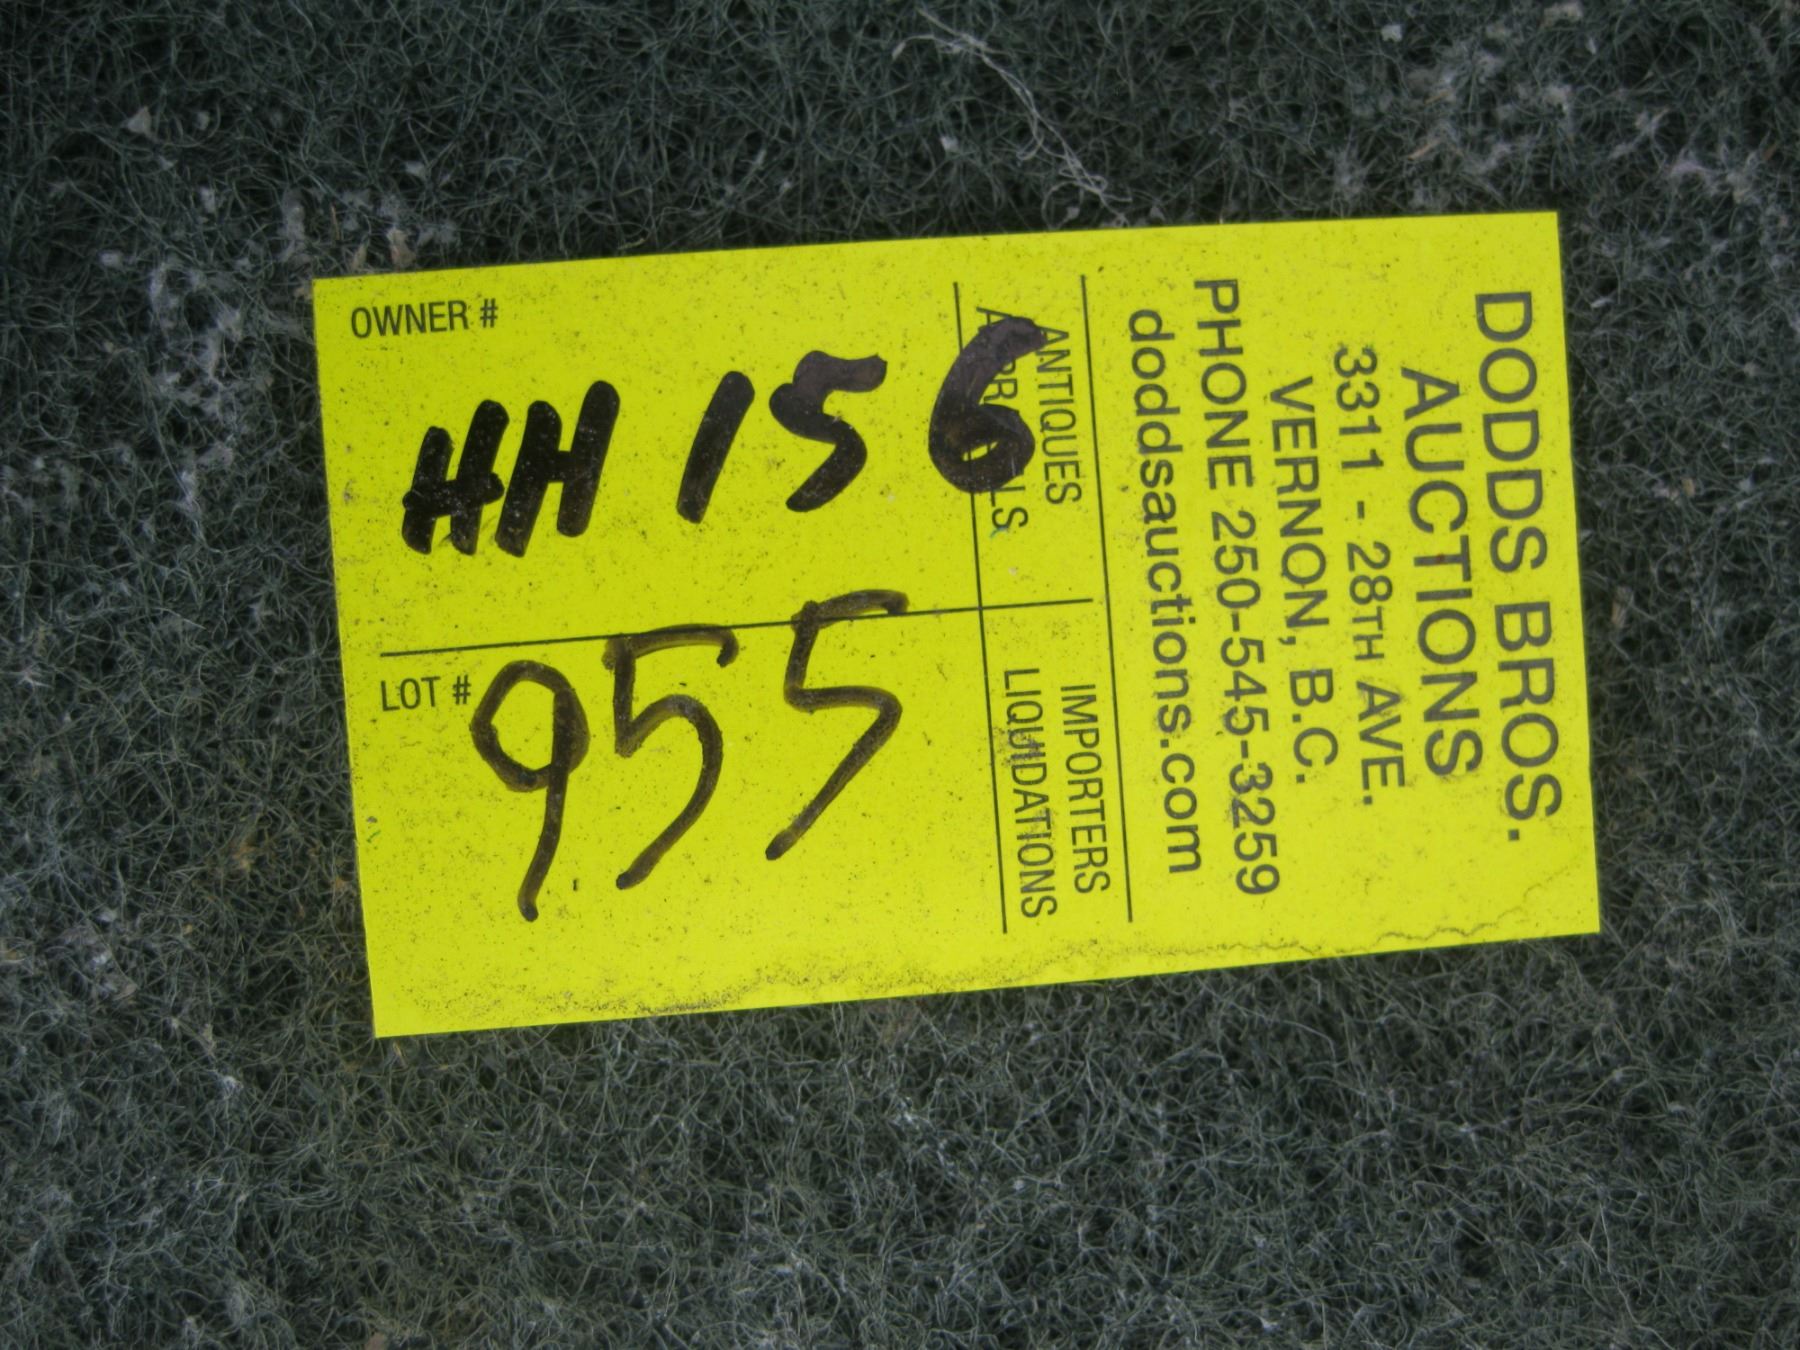 DODDS BROS.
AUCTIONS
3311 - 28TH AVE.
VERNON, B.C.
PHONE 250-545-3259
doddsauctions.com
ANTIQUES
IMPORTERS
LIQUIDATIONS
OWNER #
HH 156
LOT #
955